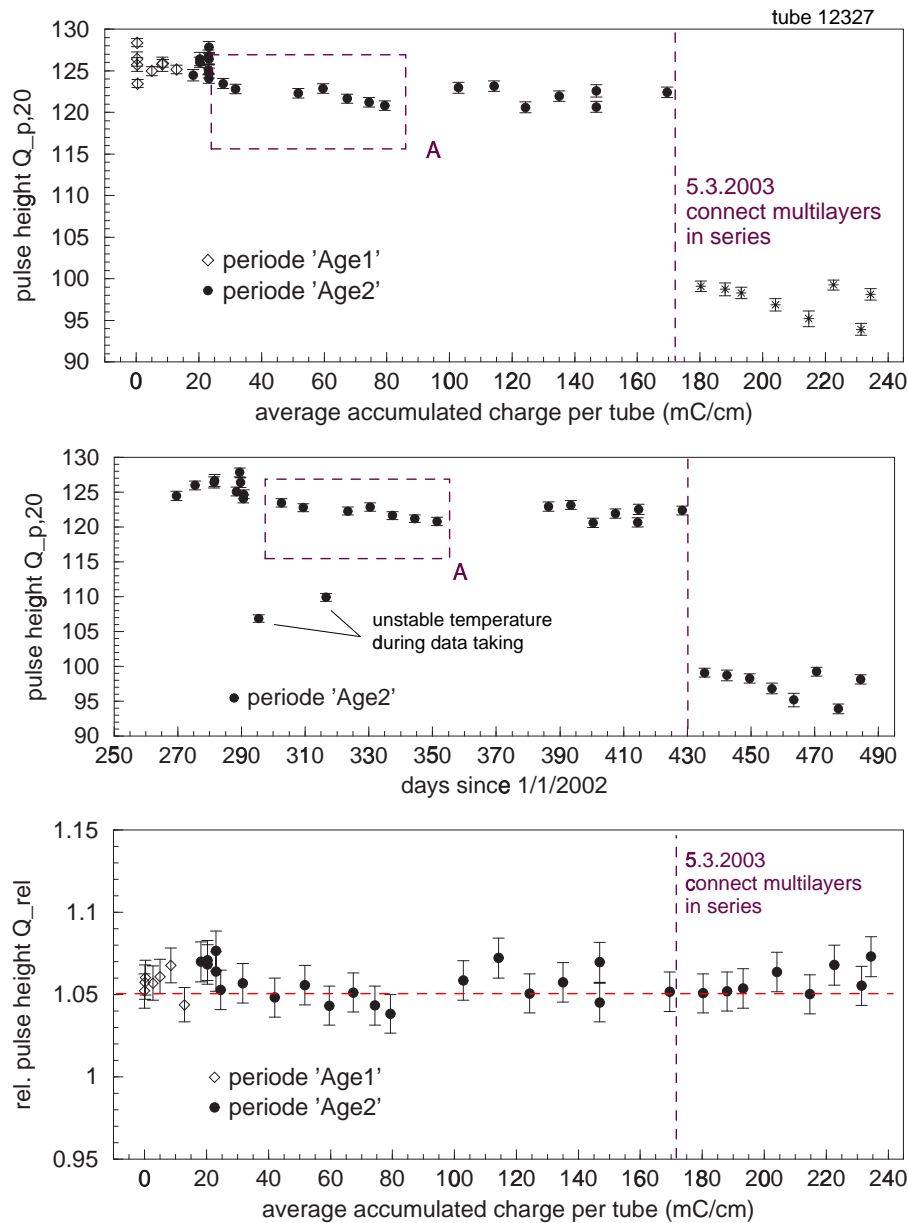 tube 12327
130
125
120
115
110
105
100
95
90
pulse height Q_p,20
A
5.3.2003
connect multilayers
in series
periode 'Age1'
periode 'Age2'
0 20 40 60 80 100 120 140 160 180 200 220 240
average accumulated charge per tube (mC/cm)
130
125
120
115
110
105
100
95
90
pulse height Q_p,20
A
unstable temperature
during data taking
periode 'Age2'
250 270 290 310 330 350 370 390 410 430 450 470 490
days since 1/1/2002
1.15
1.1
1.05
1
0.95
rel. pulse height Q_rel
5.3.2003
connect multilayers
in series
periode 'Age1'
periode 'Age2'
0 20 40 60 80 100 120 140 160 180 200 220 240
average accumulated charge per tube (mC/cm)